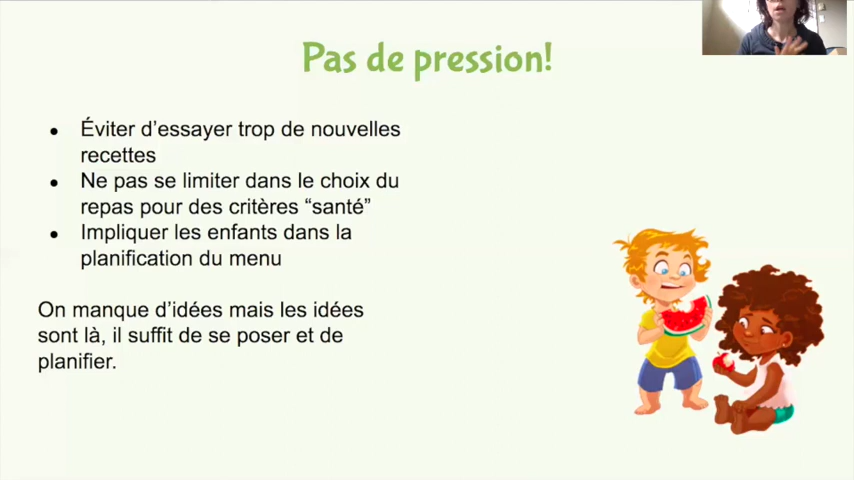 Pas de pression!
● Éviter d’essayer trop de nouvelles
recettes
● Ne pas se limiter dans le choix du
repas pour des critères “santé”
● Impliquer les enfants dans la
planification du menu
On manque d’idées mais les idées
sont là, il suffit de se poser et de
planifier.